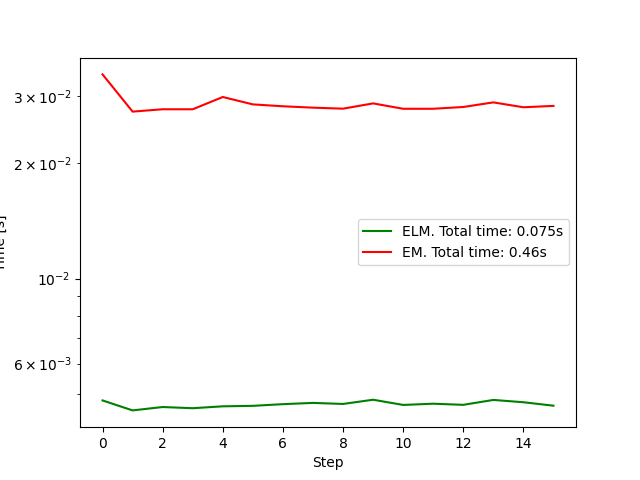 3 × 10⁻²
2 × 10⁻²
10⁻²
6 × 10⁻³
ELM. Total time: 0.075s
EM. Total time: 0.46s
0 2 4 6 8 10 12 14
Step